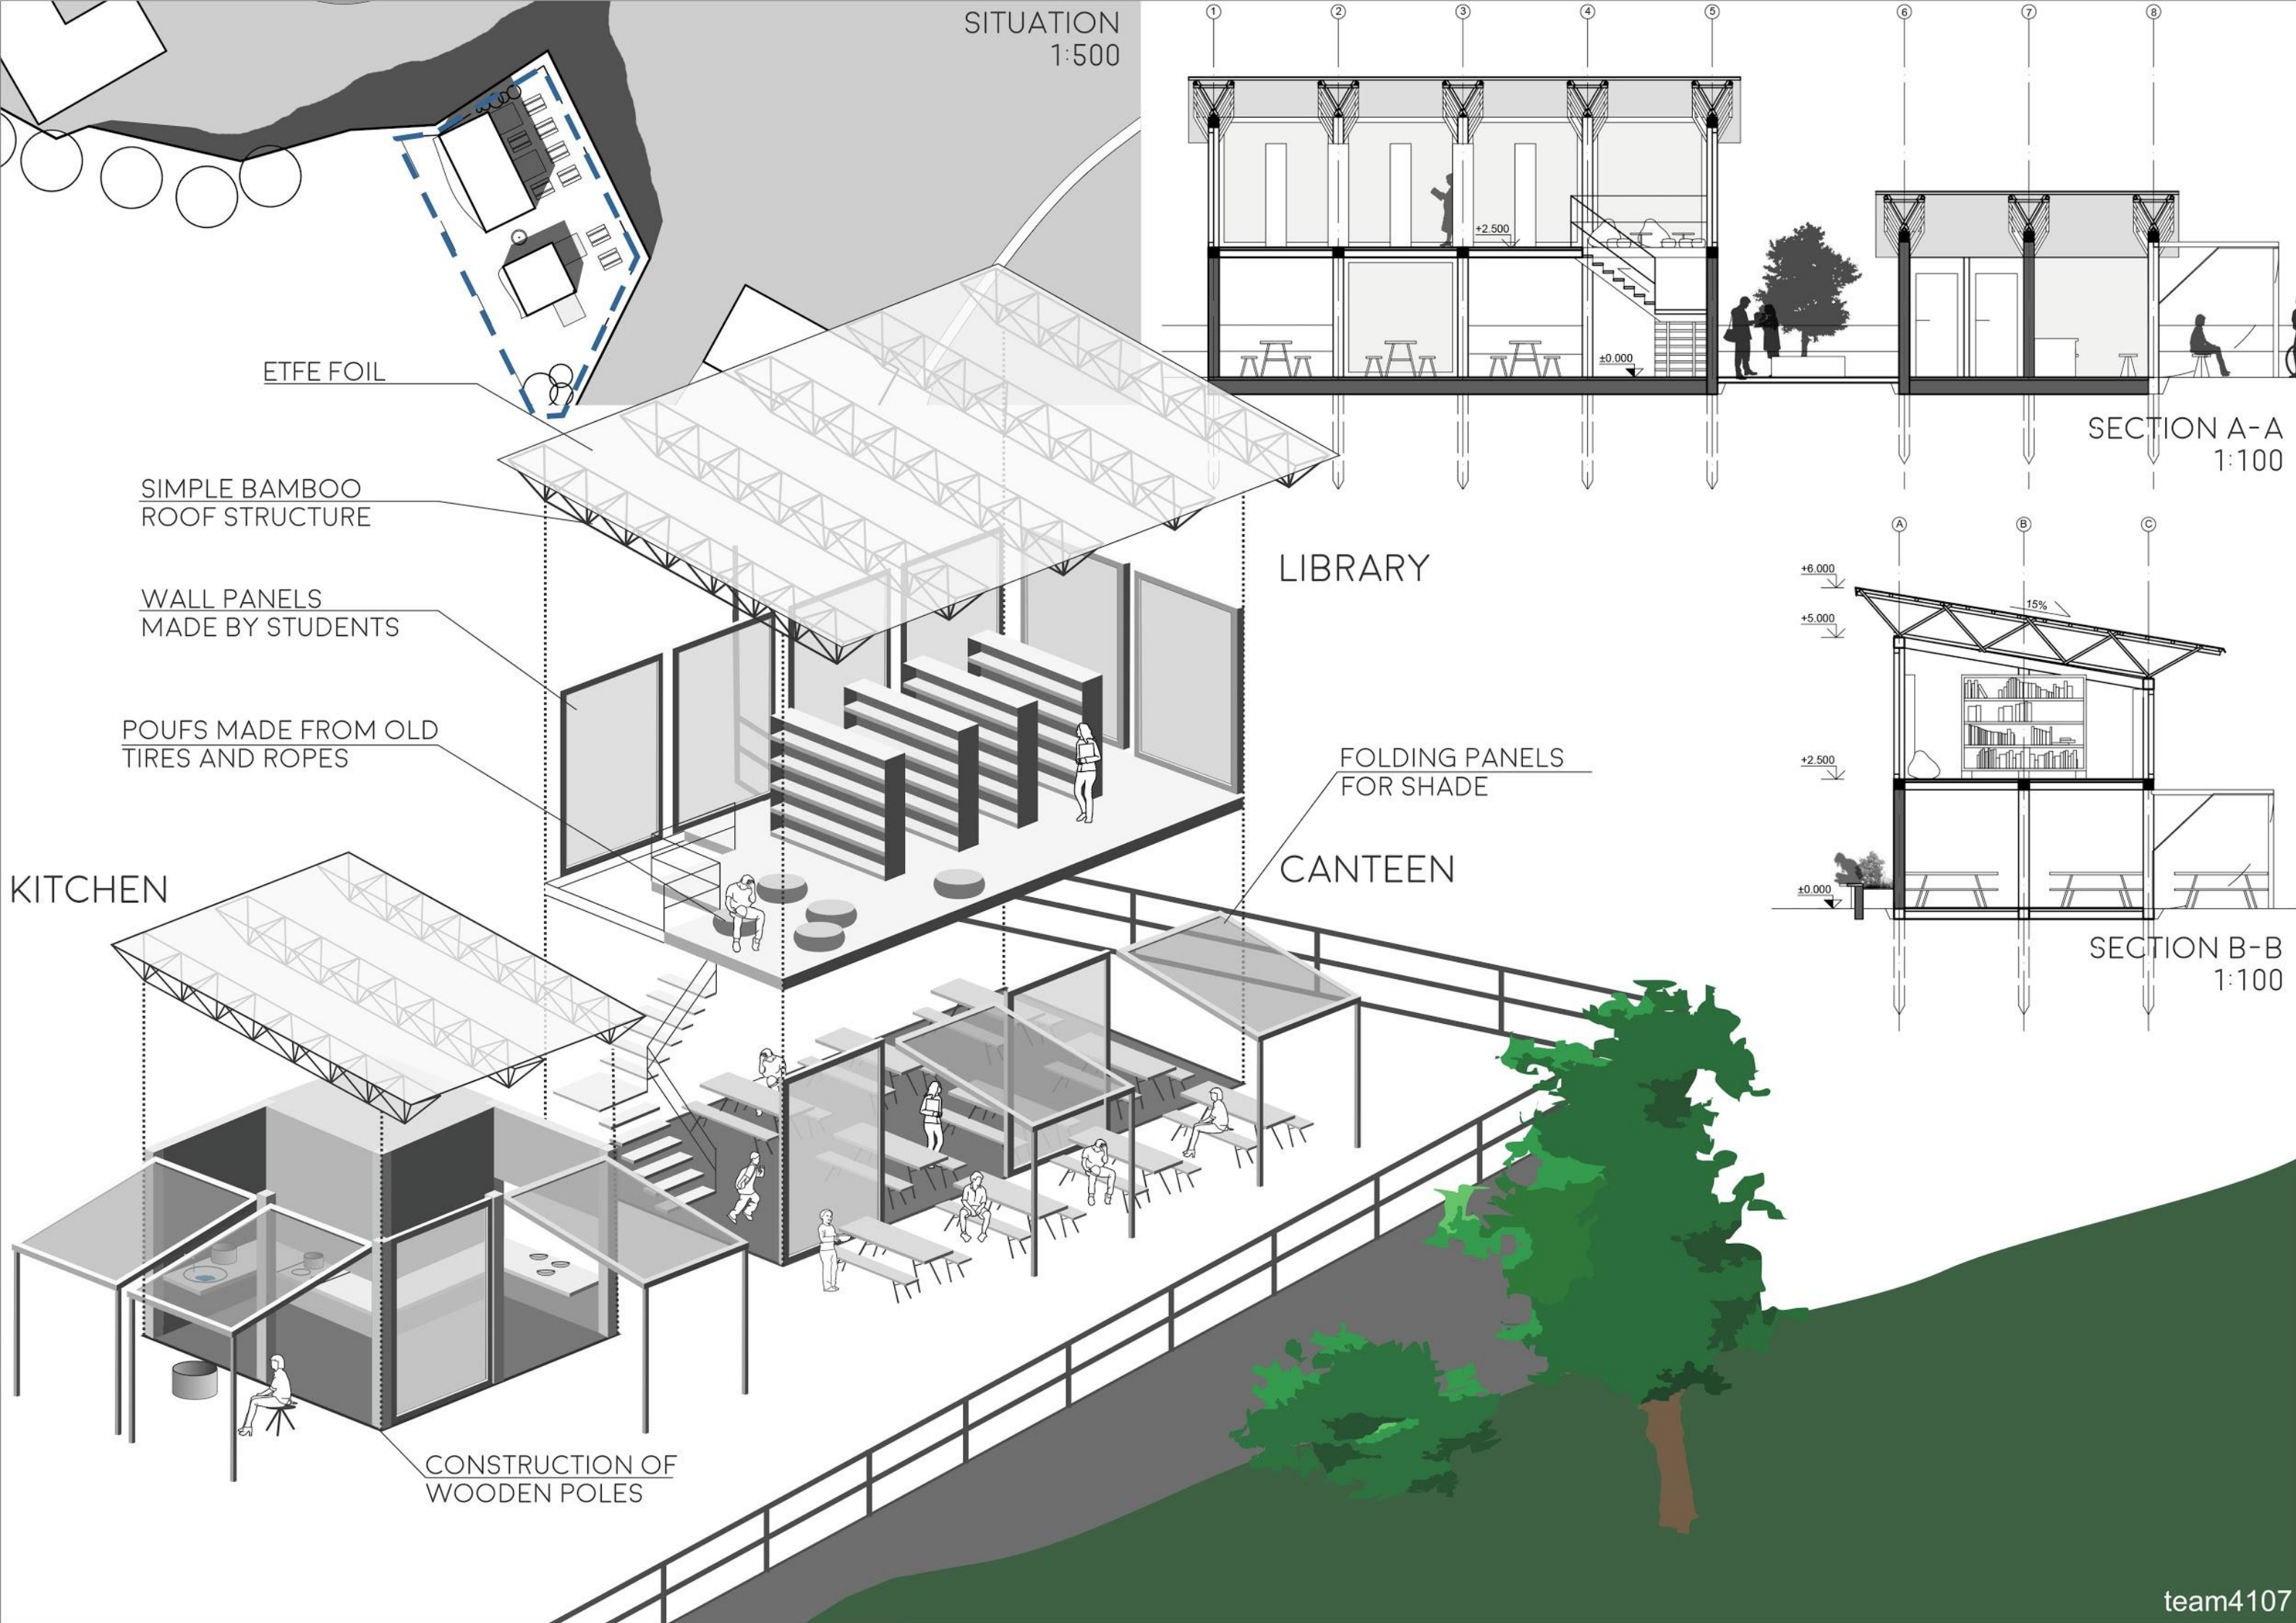 SITUATION
1:500
1
2
3
4
5
6
7
8
+2.500
±0.000
SECTION A-A
1:100
ETFE FOIL
SIMPLE BAMBOO
ROOF STRUCTURE
WALL PANELS
MADE BY STUDENTS
POUFS MADE FROM OLD
TIRES AND ROPES
LIBRARY
A
B
C
+6.000
15%
+5.000
+2.500
±0.000
SECTION B-B
1:100
FOLDING PANELS
FOR SHADE
CANTEEN
KITCHEN
CONSTRUCTION OF
WOODEN POLES
team4107